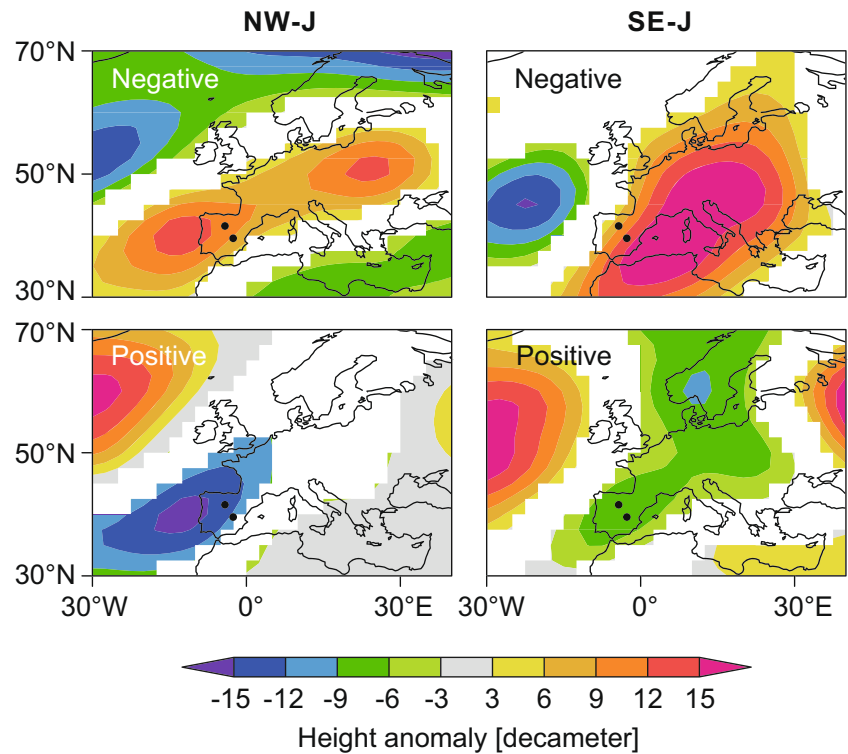 NW-J SE-J
70°N Negative Negative
50°N
30°N
70°N Positive Positive
50°N
30°N
30°W 0° 30°E 0° 30°E
-15 -12 -9 -6 -3 3 6 9 12 15
Height anomaly [decameter]